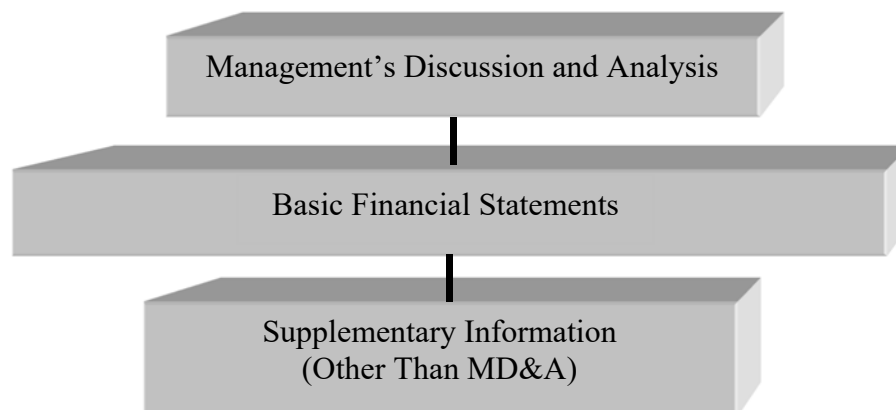 Management’s Discussion and Analysis
Basic Financial Statements
Supplementary Information
(Other Than MD&A)